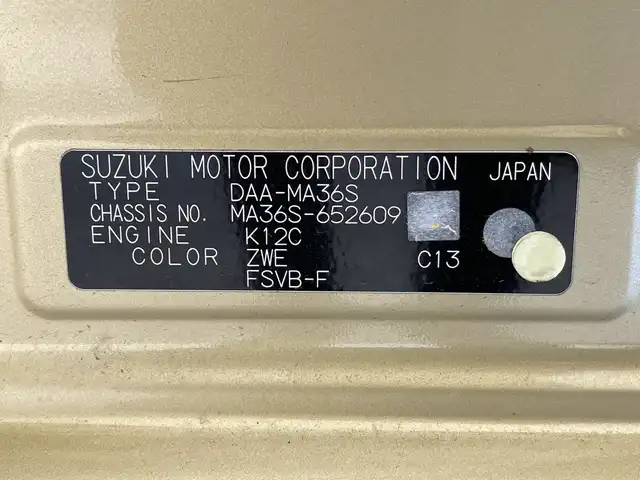 SUZUKI MOTOR CORPORATION JAPAN
TYPE DAA-MA36S
CHASSIS NO. MA36S-652609
ENGINE K12C
COLOR ZWE C13
FSVB-F